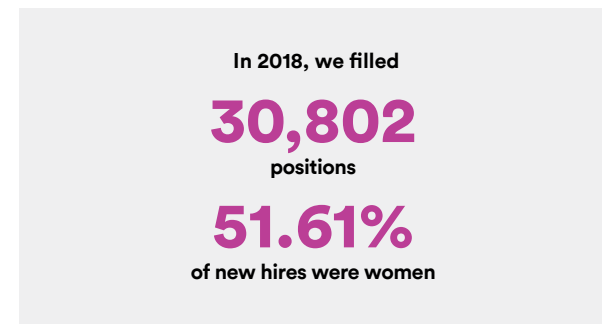 In 2018, we filled
30,802
positions
51.61%
of new hires were women